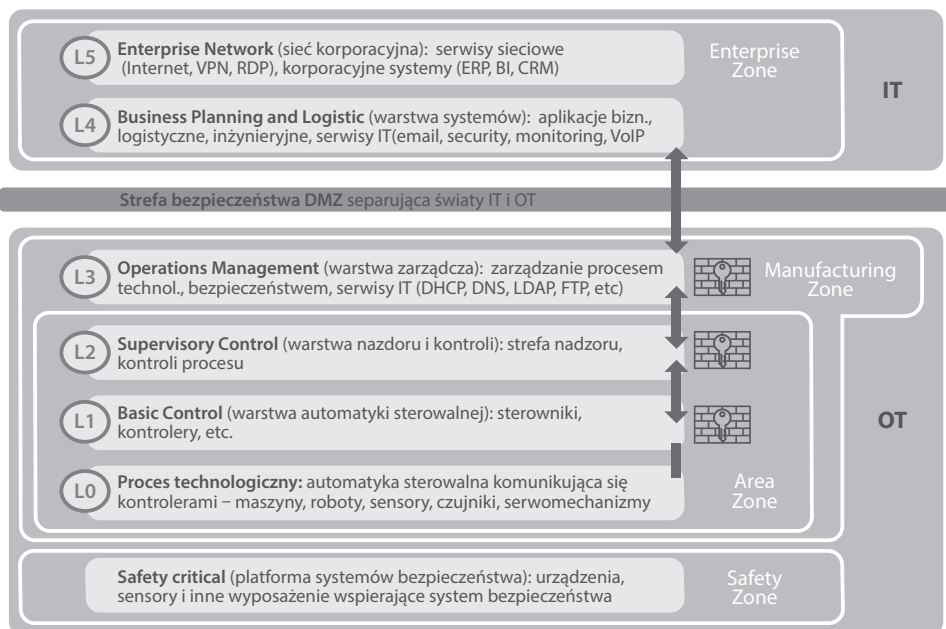 L5
Enterprise Network (sieć korporacyjna): serwisy sieciowe
(Internet, VPN, RDP), korporacyjne systemy (ERP, BI, CRM)
Enterprise
Zone
IT
L4
Business Planning and Logistic (warstwa systemów): aplikacje bizn.,
logistyczne, inżynieryjne, serwisy IT(email, security, monitoring, VoIP
Strefa bezpieczeństwa DMZ separująca światy IT i OT
L3
Operations Management (warstwa zarządcza): zarządzanie procesem
technol., bezpieczeństwem, serwisy IT (DHCP, DNS, LDAP, FTP, etc)
Manufacturing
Zone
L2
Supervisory Control (warstwa nazdoru i kontroli): strefa nadzoru,
kontroli procesu
L1
Basic Control (warstwa automatyki sterowalnej): sterowniki,
kontrolery, etc.
OT
L0
Proces technologiczny: automatyka sterowalna komunikująca się
kontrolerami – maszyny, roboty, sensory, czujniki, serwomechanizmy
Area
Zone
Safety critical (platforma systemów bezpieczeństwa): urządzenia,
sensory i inne wyposażenie wspierające system bezpieczeństwa
Safety
Zone